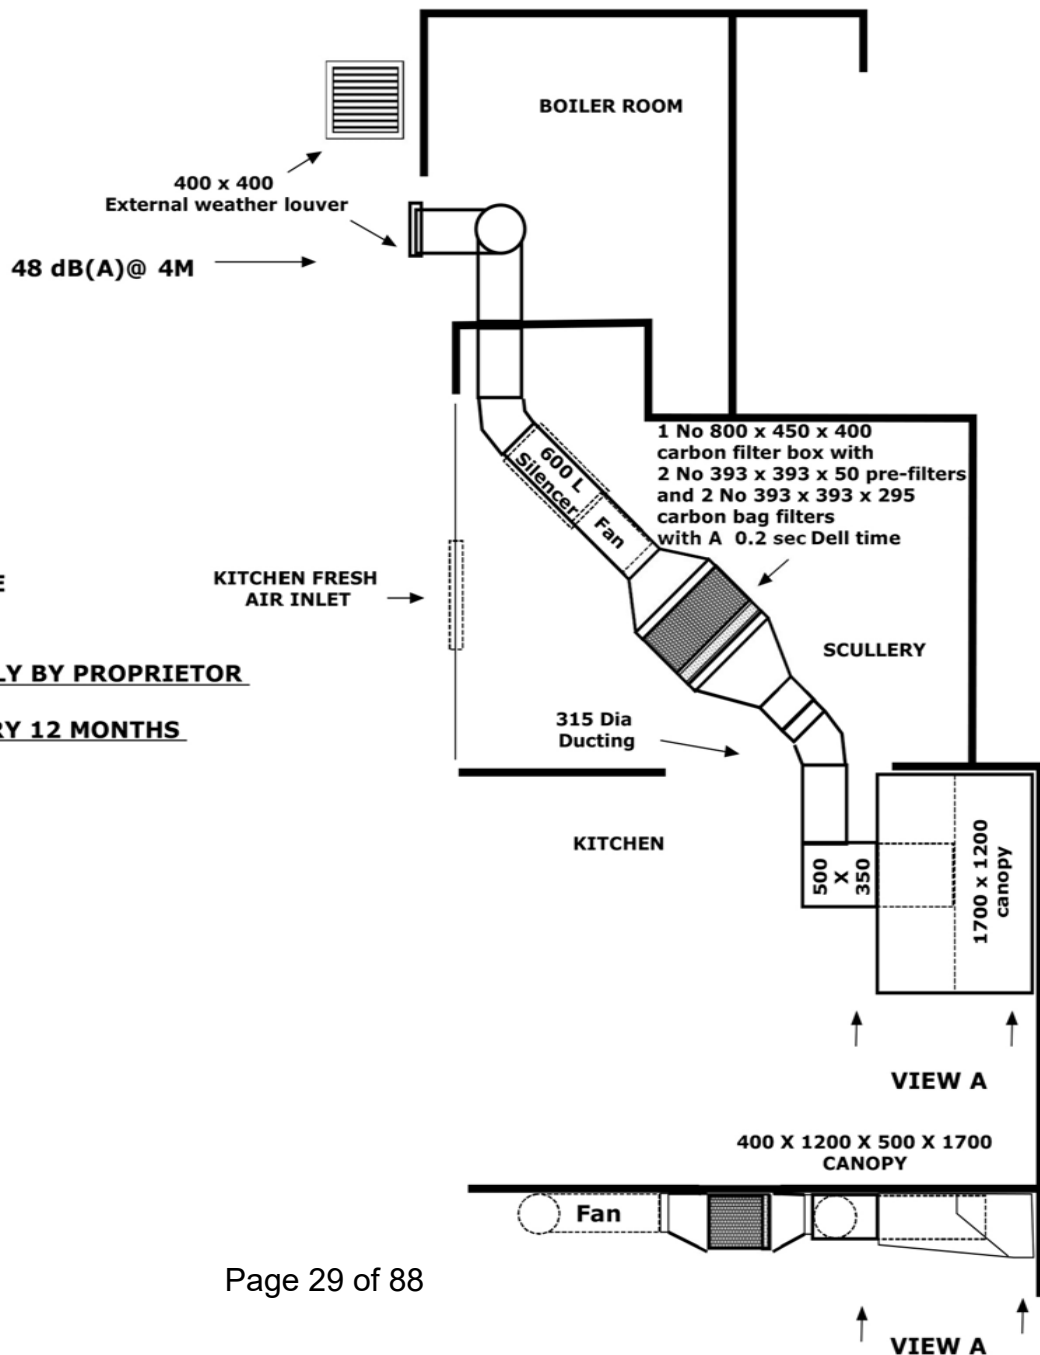 BOILER ROOM
400 x 400
External weather louver
48 dB(A)@ 4M
1 No 800 x 450 x 400
carbon filter box with
2 No 393 x 393 x 50 pre-filters
and 2 No 393 x 393 x 295
carbon bag filters
with A 0.2 sec Dell time
600 L
Silencer
Fan
E
KITCHEN FRESH
AIR INLET
SCULLERY
LY BY PROPRIETOR
RY 12 MONTHS
315 Dia
Ducting
KITCHEN
500
X
350
1700 x 1200
canopy
VIEW A
400 X 1200 X 500 X 1700
CANOPY
Fan
Page 29 of 88
VIEW A